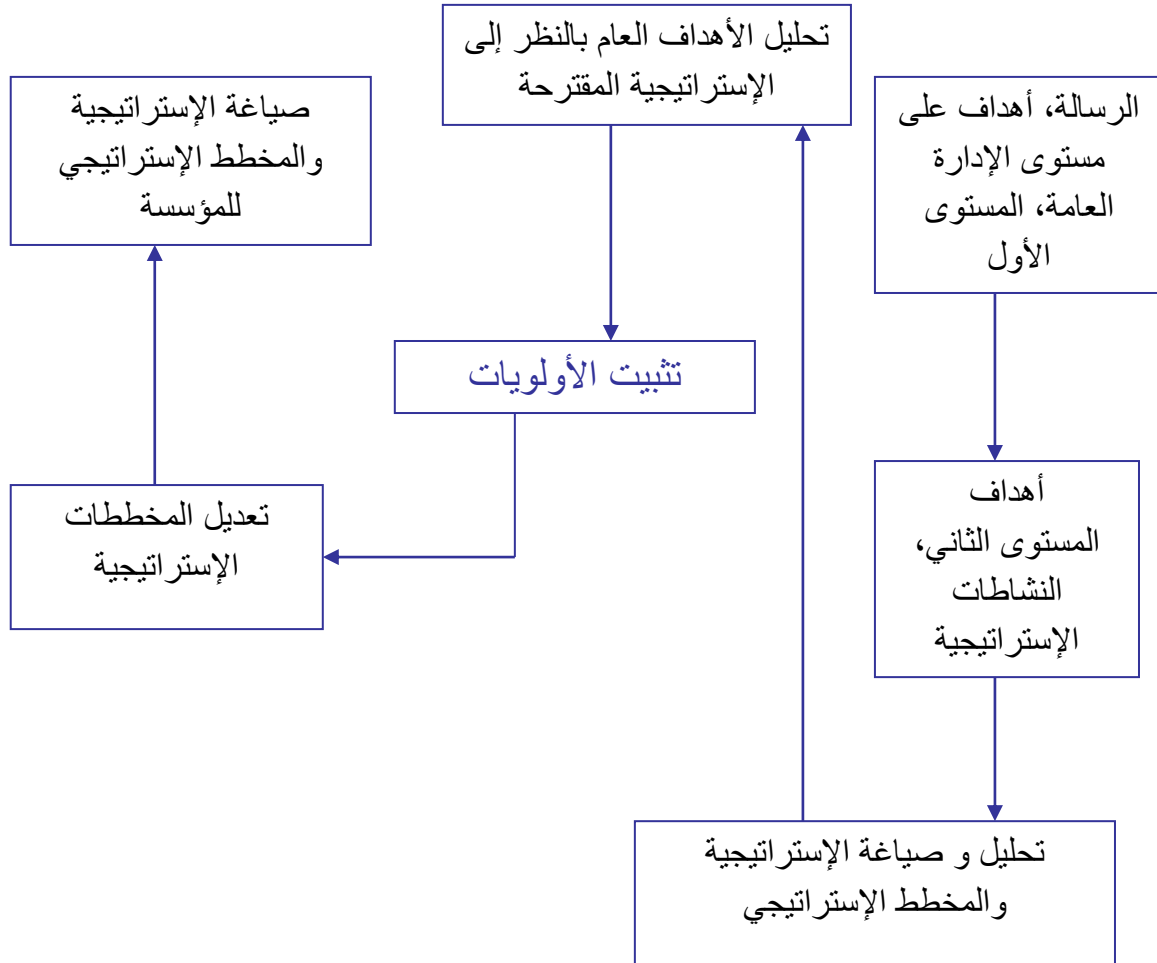 الرسالة، أهداف على
مستوى الإدارة
العامة، المستوى
الأول
تحليل الأهداف العام بالنظر إلى
الإستراتيجية المقترحة
صياغة الإستراتيجية
والمخطط الإستراتيجي
للمؤسسة
تثبيت الأولويات
أهداف
المستوى الثاني،
النشاطات
الإستراتيجية
تعديل المخططات
الإستراتيجية
تحليل و صياغة الإستراتيجية
والمخطط الإستراتيجي